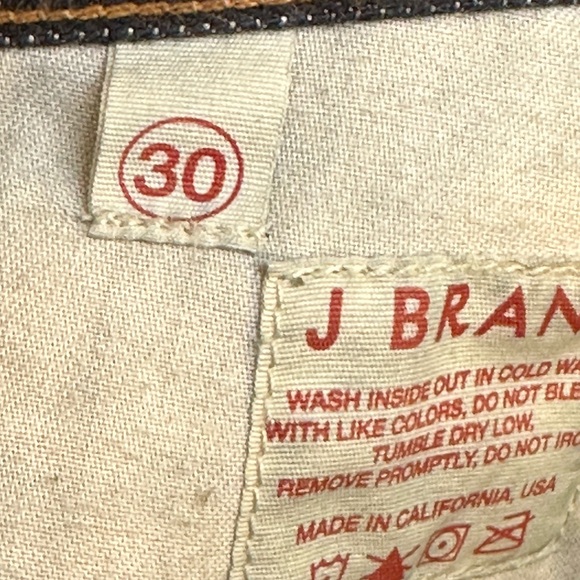 30
J BRAN
WASH INSIDE OUT IN COLD WA
WITH LIKE COLORS, DO NOT BLE
TUMBLE DRY LOW,
REMOVE PROMPTLY, DO NOT IRO
MADE IN CALIFORNIA, USA